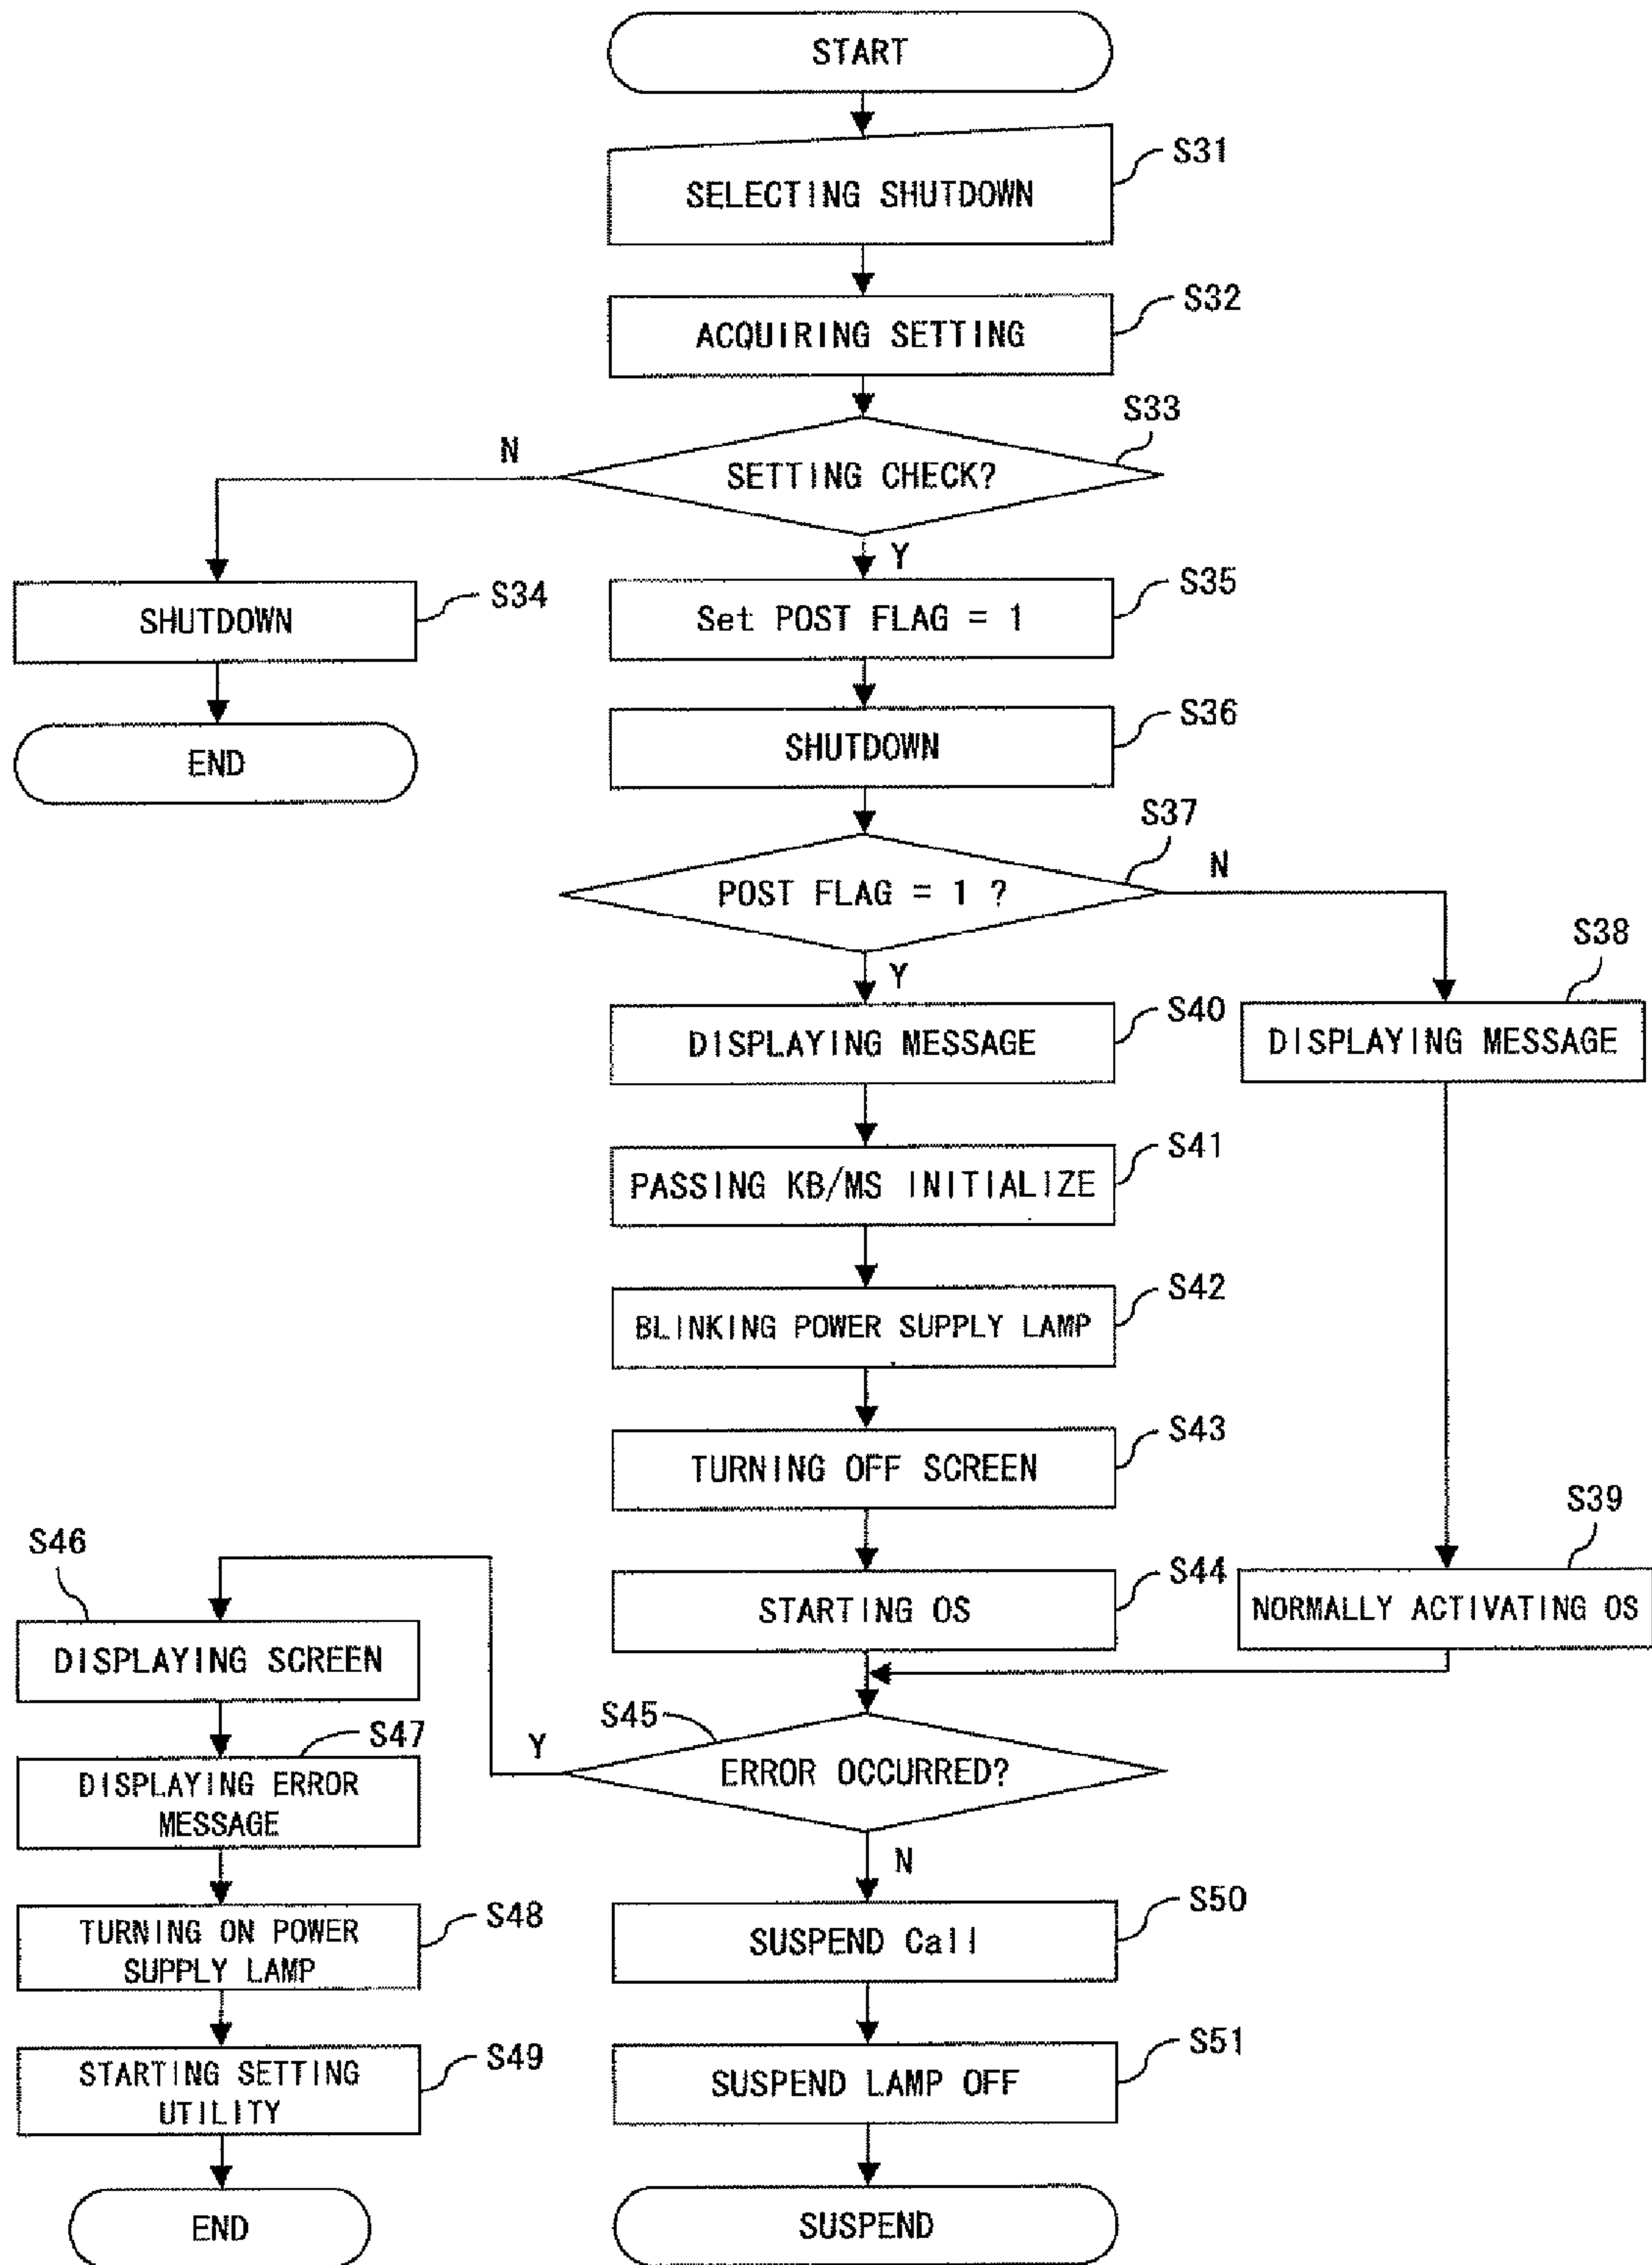 START
S31
SELECTING SHUTDOWN
S32
ACQUIRING SETTING
S33
N
SETTING CHECK?
Y
S34
SHUTDOWN
S35
Set POST FLAG = 1
END
S36
SHUTDOWN
S37
N
POST FLAG = 1 ?
Y
S38
DISPLAYING MESSAGE
S40
DISPLAYING MESSAGE
S41
PASSING KB/MS INITIALIZE
S42
BLINKING POWER SUPPLY LAMP
S43
TURNING OFF SCREEN
S39
NORMALLY ACTIVATING OS
S44
STARTING OS
S46
DISPLAYING SCREEN
S45
Y
ERROR OCCURRED?
N
S47
DISPLAYING ERROR
MESSAGE
S48
TURNING ON POWER
SUPPLY LAMP
S50
SUSPEND Call
S49
STARTING SETTING
UTILITY
S51
SUSPEND LAMP OFF
END
SUSPEND